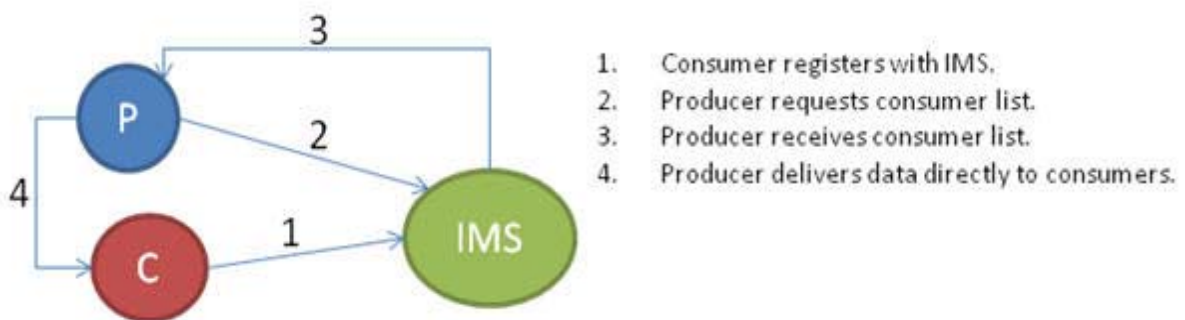 3
P
2
4
1
C
IMS
1. Consumer registers with IMS.
2. Producer requests consumer list.
3. Producer receives consumer list.
4. Producer delivers data directly to consumers.